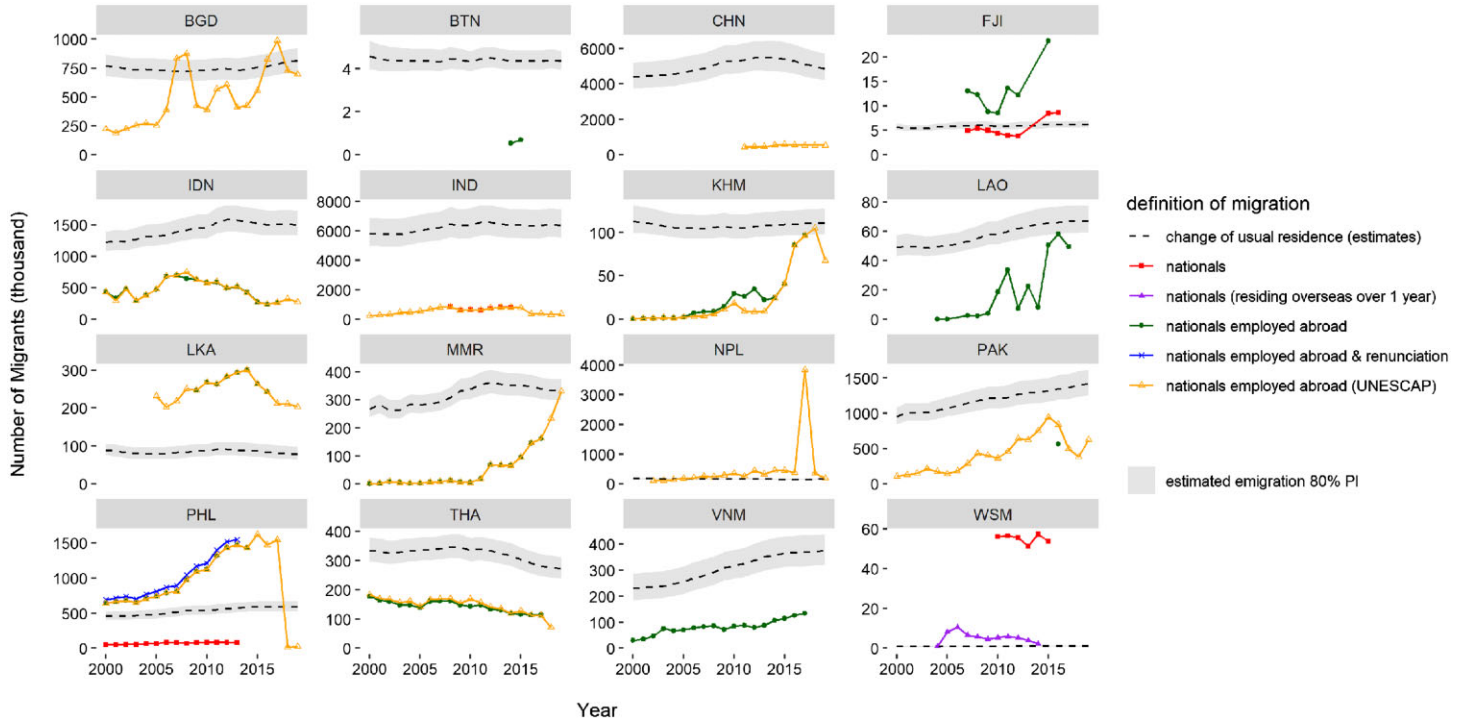 BGD BTN CHN FJI
1000 750 500 250 0
4 2 0
6000 4000 2000 0
20 15 10 5 0
IDN IND KHM LAO
1500 1000 500 0
8000 6000 4000 2000 0
100 50 0
80 60 40 20 0
LKA MMR NPL PAK
300 200 100 0
400 300 200 100 0
4000 3000 2000 1000 0
1500 1000 500 0
PHL THA VNM WSM
1500 1000 500 0
400 300 200 100 0
400 300 200 100 0
60 40 20 0
2000 2005 2010 2015 2000 2005 2010 2015 2000 2005 2010 2015 2000 2005 2010 2015
Year
Number of Migrants (thousand)
definition of migration
change of usual residence (estimates)
nationals
nationals (residing overseas over 1 year)
nationals employed abroad
nationals employed abroad & renunciation
nationals employed abroad (UNESCAP)
estimated emigration 80% PI